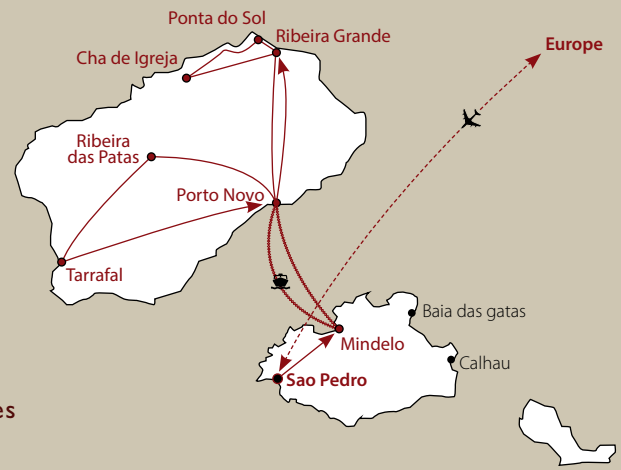 Ponta do Sol
Ribeira Grande
Europe
Cha de Igreja
Ribeira
das Patas
Porto Novo
Tarrafal
Baia das gatas
Mindelo
Calhau
Sao Pedro
es